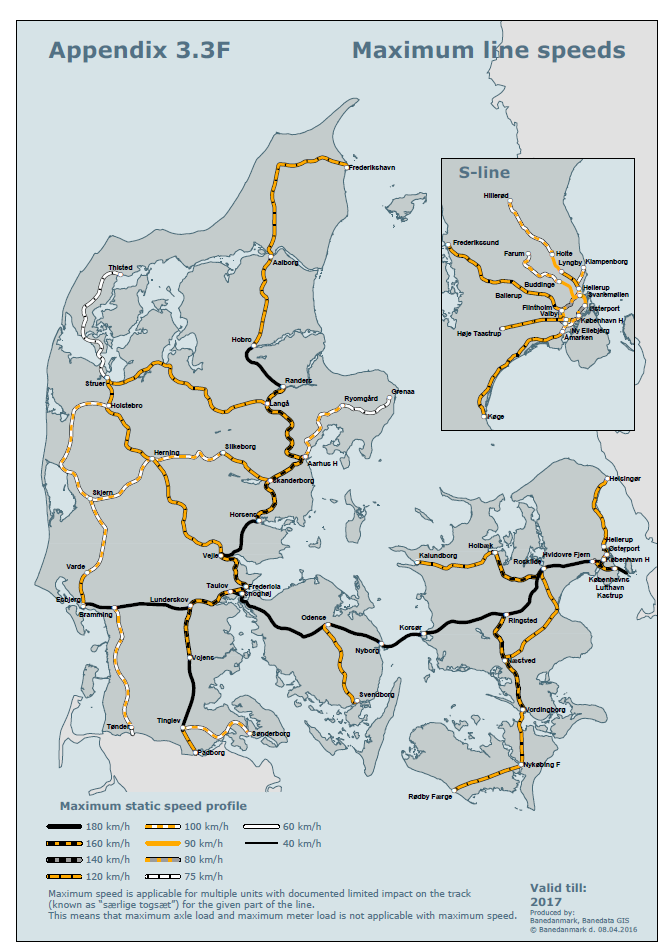 Appendix 3.3F
Maximum line speeds
S-line
Hillerød
Frederikssund
Farum
Holte
Lyngby
Klampenborg
Buddinge
Hellerup
Svanemøllen
Ballerup
Flintholm
Østerport
Valby
København H
Høje Taastrup
Ny Ellebjerg
Åmarken
Køge
Frederikshavn
Thisted
Aalborg
Hobro
Struer
Randers
Grenaa
Holstebro
Langå
Ryomgård
Silkeborg
Herning
Aarhus H
Skanderborg
Skjern
Horsens
Helsingør
Vejle
Holbæk
Hellerup
Østerport
Kalundborg
Roskilde
Hvidovre Fjern
København H
Varde
Københavns
Lufthavn
Kastrup
Taulov
Fredericia
Snoghøj
Esbjerg
Lunderskov
Bramming
Odense
Korsør
Ringsted
Nyborg
Vojens
Næstved
Svendborg
Vordingborg
Tønder
Tinglev
Sønderborg
Padborg
Nykøbing F
Rødby Færge
Maximum static speed profile
180 km/h
100 km/h
60 km/h
160 km/h
90 km/h
40 km/h
140 km/h
80 km/h
120 km/h
75 km/h
Maximum speed is applicable for multiple units with documented limited impact on the track
(known as "særlige togsæt") for the given part of the line.
This means that maximum axle load and maximum meter load is not applicable with maximum speed.
Valid till:
2017
Produced by:
Banedanmark, Banedata GIS
© Banedanmark d. 08.04.2016